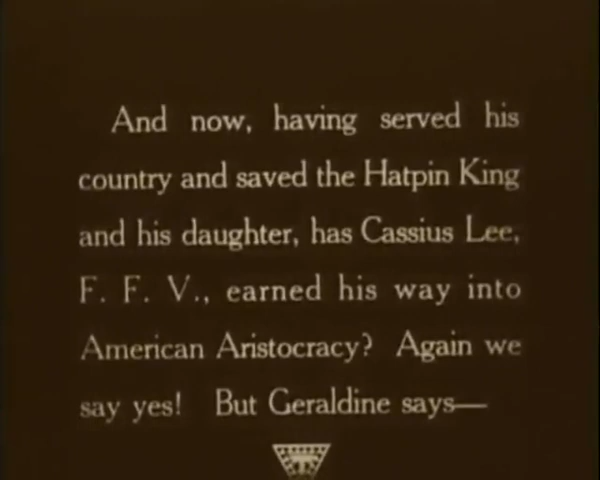 And now, having served his
country and saved the Hatpin King
and his daughter, has Cassius Lee,
F. F. V., earned his way into
American Aristocracy? Again we
say yes! But Geraldine says—